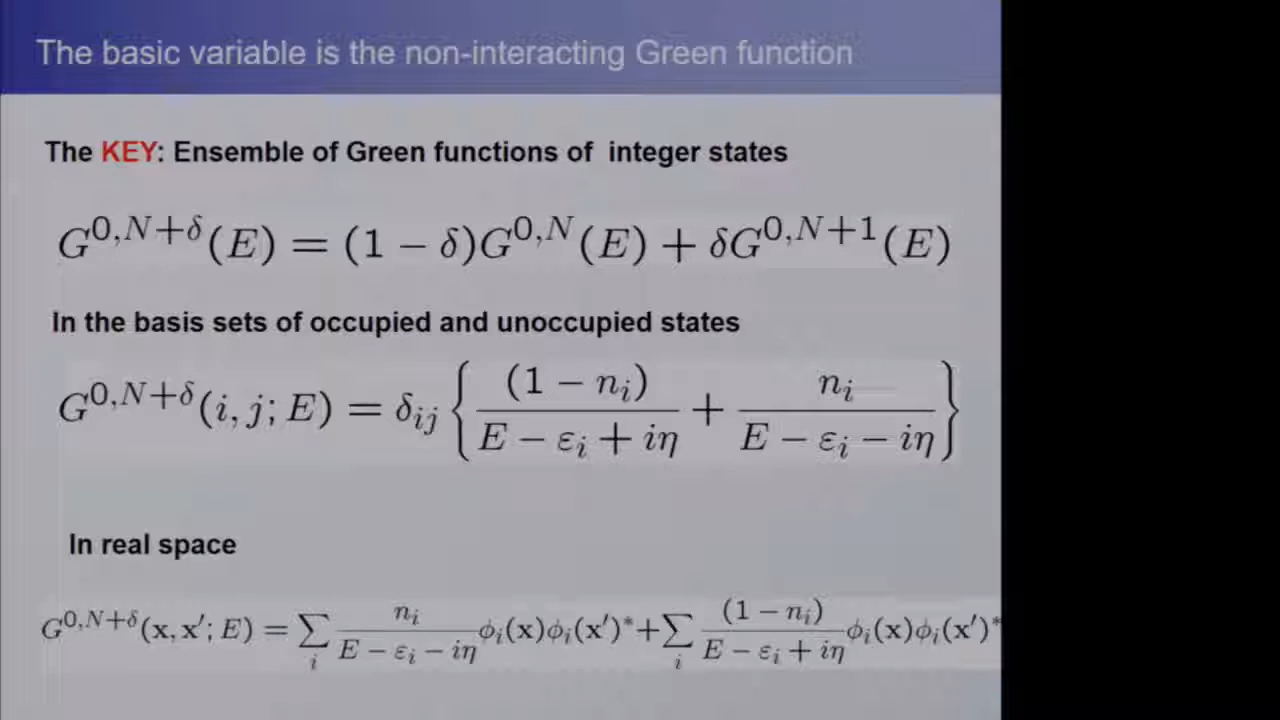 The basic variable is the non-interacting Green function
The KEY: Ensemble of Green functions of integer states
G^{0,N+δ}(E) = (1 − δ)G^{0,N}(E) + δG^{0,N+1}(E)
In the basis sets of occupied and unoccupied states
G^{0,N+δ}(i, j; E) = δ_{ij} { (1 − n_i) / (E − ε_i + iη) + n_i / (E − ε_i − iη) }
In real space
G^{0,N+δ}(x, x′; E) = ∑_i n_i / (E − ε_i − iη) ϕ_i(x)ϕ_i(x′)* + ∑_i (1 − n_i) / (E − ε_i + iη) ϕ_i(x)ϕ_i(x′)*